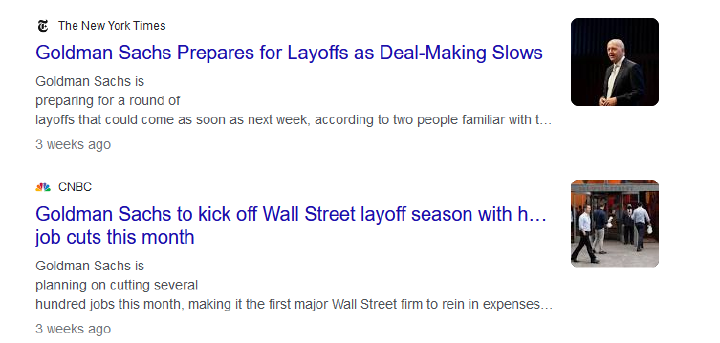 The New York Times
Goldman Sachs Prepares for Layoffs as Deal-Making Slows
Goldman Sachs is
preparing for a round of
layoffs that could come as soon as next week, according to two people familiar with t...
3 weeks ago
CNBC
Goldman Sachs to kick off Wall Street layoff season with h...
job cuts this month
Goldman Sachs is
planning on cutting several
hundred jobs this month, making it the first major Wall Street firm to rein in expenses...
3 weeks ago